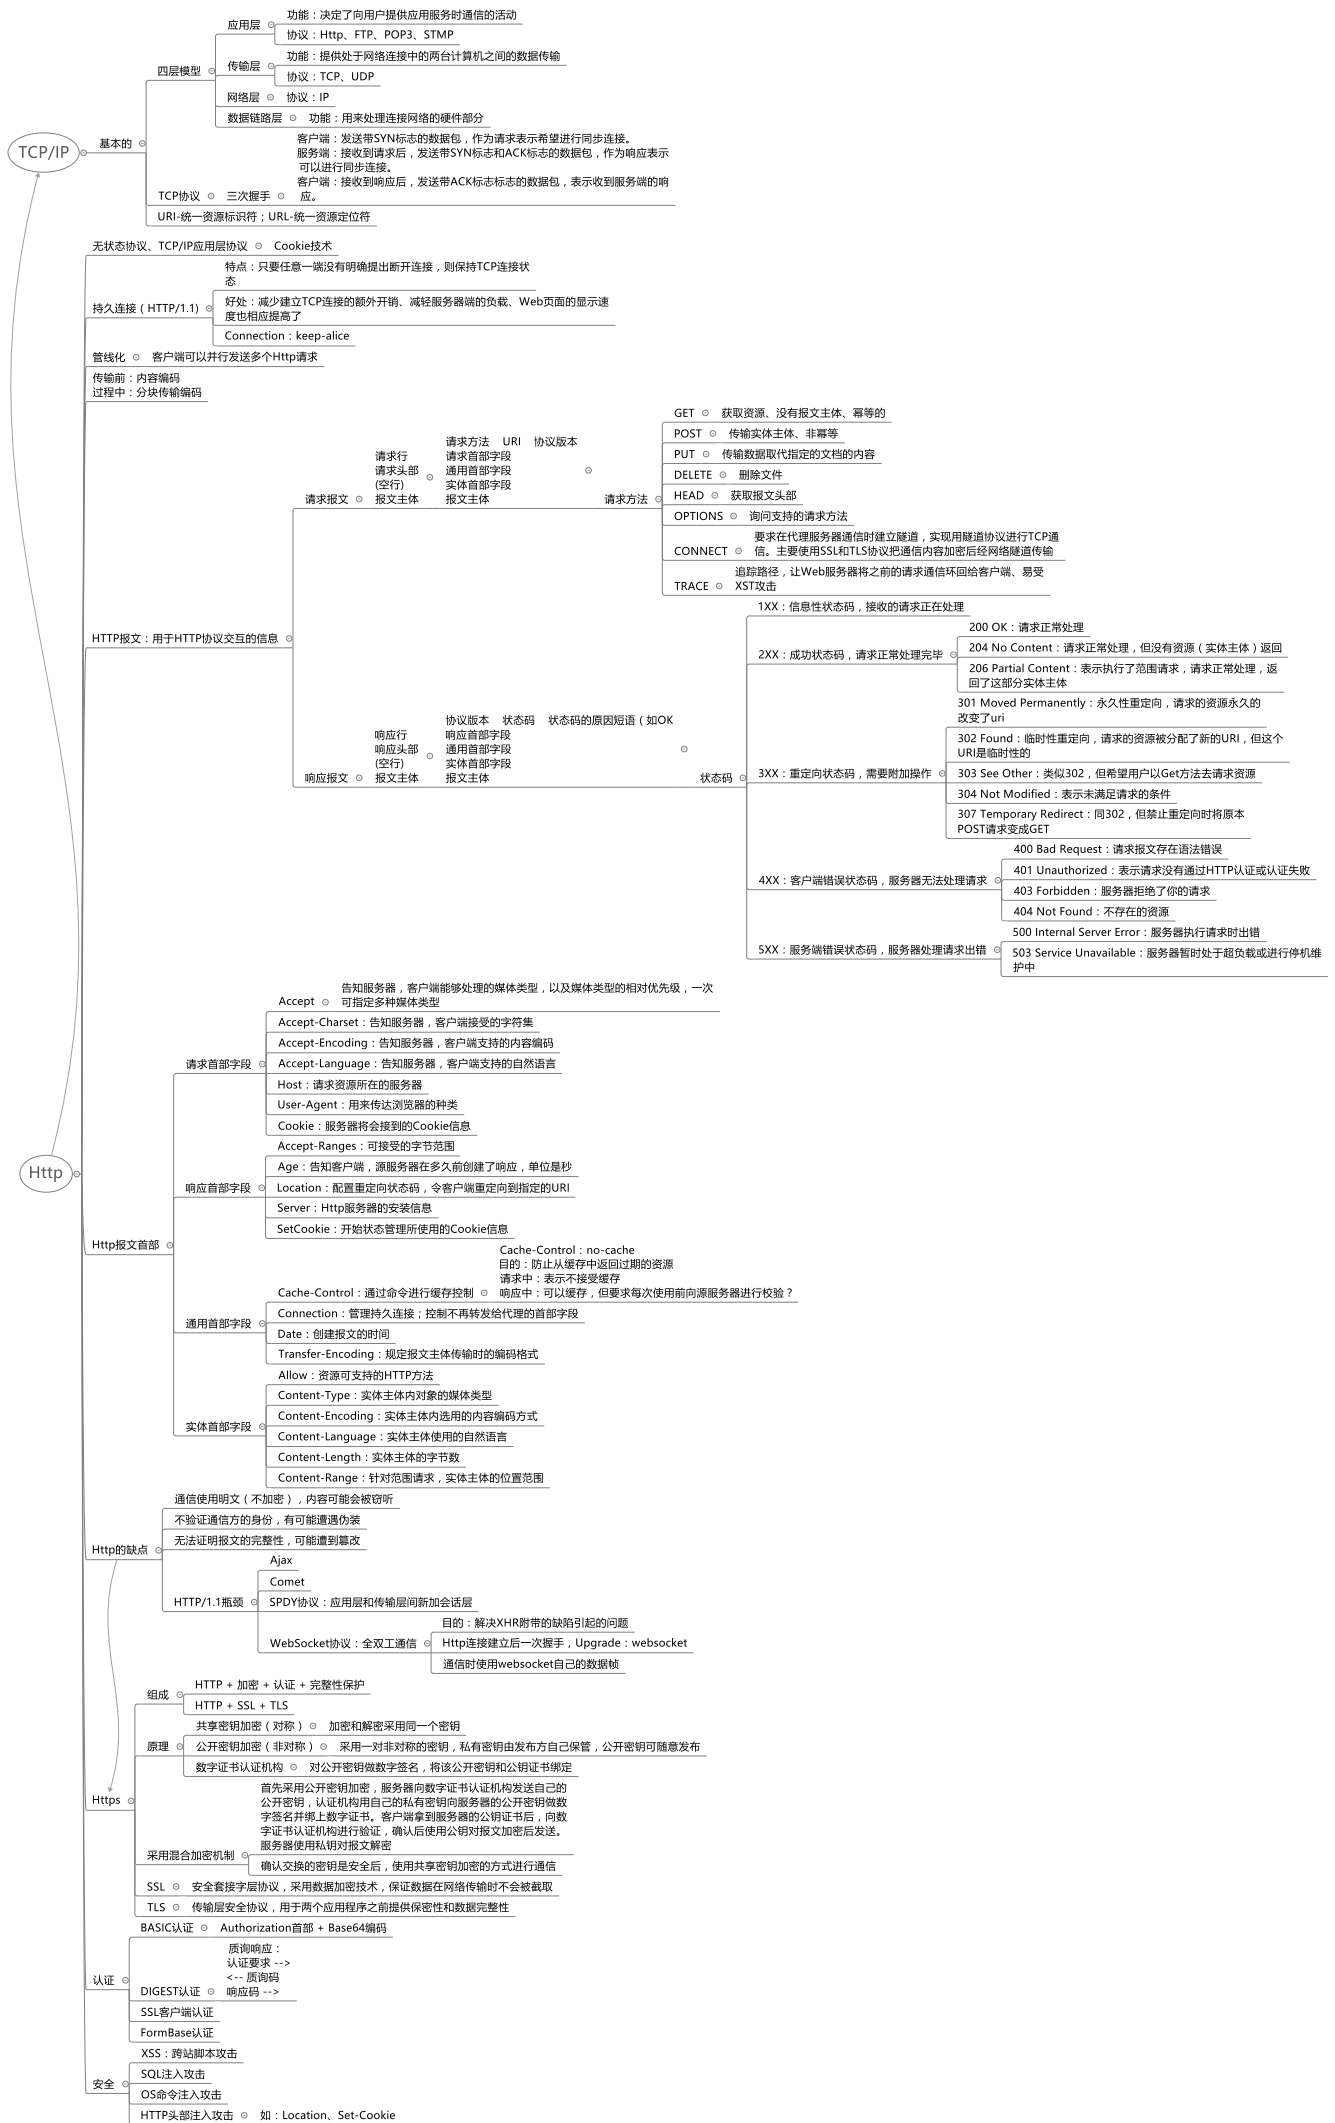 TCP/IP
基本的
四层模型
应用层
功能：决定了向用户提供应用服务时通信的活动
协议：Http、FTP、POP3、STMP
传输层
功能：提供处于网络连接中的两台计算机之间的数据传输
协议：TCP、UDP
网络层
协议：IP
数据链路层
功能：用来处理连接网络的硬件部分
TCP协议
三次握手
客户端：发送带SYN标志的数据包，作为请求表示希望进行同步连接。
服务端：接收到请求后，发送带SYN标志和ACK标志的数据包，作为响应表示
可以进行同步连接。
客户端：接收到响应后，发送带ACK标志标志的数据包，表示收到服务端的响
应。
URI-统一资源标识符；URL-统一资源定位符
Http
无状态协议、TCP/IP应用层协议
Cookie技术
持久连接（HTTP/1.1)
特点：只要任意一端没有明确提出断开连接，则保持TCP连接状
态
好处：减少建立TCP连接的额外开销、减轻服务器端的负载、Web页面的显示速
度也相应提高了
Connection：keep-alice
管线化
客户端可以并行发送多个Http请求
传输前：内容编码
过程中：分块传输编码
HTTP报文：用于HTTP协议交互的信息
请求报文
请求行
请求头部
(空行)
报文主体
请求方法 URI 协议版本
请求首部字段
通用首部字段
实体首部字段
报文主体
请求方法
GET
获取资源、没有报文主体、幂等的
POST
传输实体主体、非幂等
PUT
传输数据取代指定的文档的内容
DELETE
删除文件
HEAD
获取报文头部
OPTIONS
询问支持的请求方法
CONNECT
要求在代理服务器通信时建立隧道，实现用隧道协议进行TCP通
信。主要使用SSL和TLS协议把通信内容加密后经网络隧道传输
TRACE
追踪路径，让Web服务器将之前的请求通信环回给客户端、易受
XST攻击
响应报文
响应行
响应头部
(空行)
报文主体
协议版本 状态码 状态码的原因短语（如OK
响应首部字段
通用首部字段
实体首部字段
报文主体
状态码
1XX：信息性状态码，接收的请求正在处理
2XX：成功状态码，请求正常处理完毕
200 OK：请求正常处理
204 No Content：请求正常处理，但没有资源（实体主体）返回
206 Partial Content：表示执行了范围请求，请求正常处理，返
回了这部分实体主体
3XX：重定向状态码，需要附加操作
301 Moved Permanently：永久性重定向，请求的资源永久的
改变了uri
302 Found：临时性重定向，请求的资源被分配了新的URI，但这个
URI是临时性的
303 See Other：类似302，但希望用户以Get方法去请求资源
304 Not Modified：表示未满足请求的条件
307 Temporary Redirect：同302，但禁止重定向时将原本
POST请求变成GET
4XX：客户端错误状态码，服务器无法处理请求
400 Bad Request：请求报文存在语法错误
401 Unauthorized：表示请求没有通过HTTP认证或认证失败
403 Forbidden：服务器拒绝了你的请求
404 Not Found：不存在的资源
5XX：服务端错误状态码，服务器处理请求出错
500 Internal Server Error：服务器执行请求时出错
503 Service Unavailable：服务器暂时处于超负载或进行停机维
护中
Http报文首部
请求首部字段
Accept
告知服务器，客户端能够处理的媒体类型，以及媒体类型的相对优先级，一次
可指定多种媒体类型
Accept-Charset：告知服务器，客户端接受的字符集
Accept-Encoding：告知服务器，客户端支持的内容编码
Accept-Language：告知服务器，客户端支持的自然语言
Host：请求资源所在的服务器
User-Agent：用来传达浏览器的种类
Cookie：服务器将会接到的Cookie信息
响应首部字段
Accept-Ranges：可接受的字节范围
Age：告知客户端，源服务器在多久前创建了响应，单位是秒
Location：配置重定向状态码，令客户端重定向到指定的URI
Server：Http服务器的安装信息
SetCookie：开始状态管理所使用的Cookie信息
通用首部字段
Cache-Control：通过命令进行缓存控制
Cache-Control：no-cache
目的：防止从缓存中返回过期的资源
请求中：表示不接受缓存
响应中：可以缓存，但要求每次使用前向源服务器进行校验？
Connection：管理持久连接；控制不再转发给代理的首部字段
Date：创建报文的时间
Transfer-Encoding：规定报文主体传输时的编码格式
实体首部字段
Allow：资源可支持的HTTP方法
Content-Type：实体主体内对象的媒体类型
Content-Encoding：实体主体内选用的内容编码方式
Content-Language：实体主体使用的自然语言
Content-Length：实体主体的字节数
Content-Range：针对范围请求，实体主体的位置范围
Http的缺点
通信使用明文（不加密），内容可能会被窃听
不验证通信方的身份，有可能遭遇伪装
无法证明报文的完整性，可能遭到篡改
HTTP/1.1瓶颈
Ajax
Comet
SPDY协议：应用层和传输层间新加会话层
WebSocket协议：全双工通信
目的：解决XHR附带的缺陷引起的问题
Http连接建立后一次握手，Upgrade：websocket
通信时使用websocket自己的数据帧
Https
组成
HTTP + 加密 + 认证 + 完整性保护
HTTP + SSL + TLS
原理
共享密钥加密（对称）
加密和解密采用同一个密钥
公开密钥加密（非对称）
采用一对非对称的密钥，私有密钥由发布方自己保管，公开密钥可随意发布
数字证书认证机构
对公开密钥做数字签名，将该公开密钥和公钥证书绑定
采用混合加密机制
首先采用公开密钥加密，服务器向数字证书认证机构发送自己的
公开密钥，认证机构用自己的私有密钥向服务器的公开密钥做数
字签名并绑上数字证书。客户端拿到服务器的公钥证书后，向数
字证书认证机构进行验证，确认后使用公钥对报文加密后发送。
服务器使用私钥对报文解密
确认交换的密钥是安全后，使用共享密钥加密的方式进行通信
SSL
安全套接字层协议，采用数据加密技术，保证数据在网络传输时不会被截取
TLS
传输层安全协议，用于两个应用程序之前提供保密性和数据完整性
认证
BASIC认证
Authorization首部 + Base64编码
DIGEST认证
质询响应：
认证要求 -->
<-- 质询码
响应码 -->
SSL客户端认证
FormBase认证
安全
XSS：跨站脚本攻击
SQL注入攻击
OS命令注入攻击
HTTP头部注入攻击
如：Location、Set-Cookie